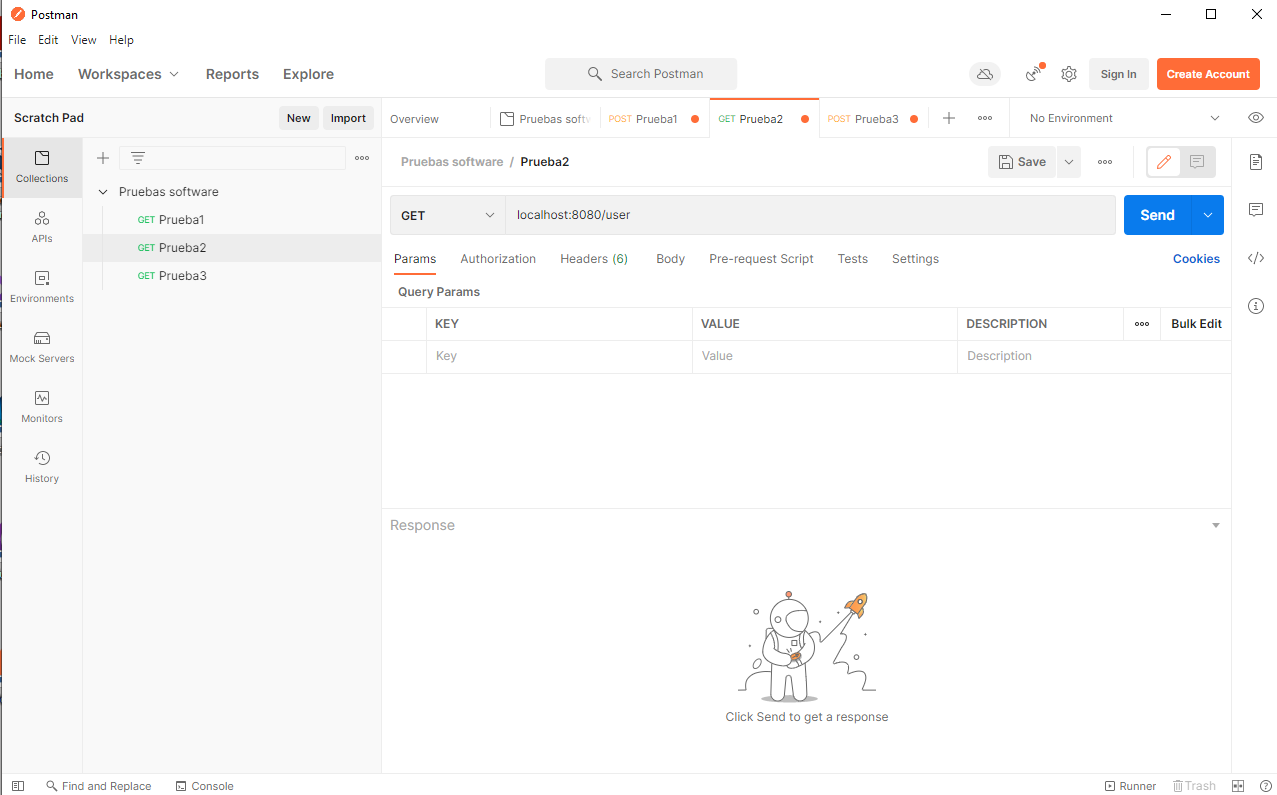 Postman
File Edit View Help
Home Workspaces Reports Explore Search Postman Sign In Create Account
Scratch Pad New Import
Overview Pruebas softw POST Prueba1 GET Prueba2 POST Prueba3 No Environment
Collections
APIs
Environments
Mock Servers
Monitors
History
Pruebas software
GET Prueba1
GET Prueba2
GET Prueba3
Pruebas software / Prueba2 Save
GET localhost:8080/user Send
Params Authorization Headers (6) Body Pre-request Script Tests Settings Cookies
Query Params
KEY VALUE DESCRIPTION Bulk Edit
Key Value Description
Response
Click Send to get a response
Find and Replace Console Runner Trash